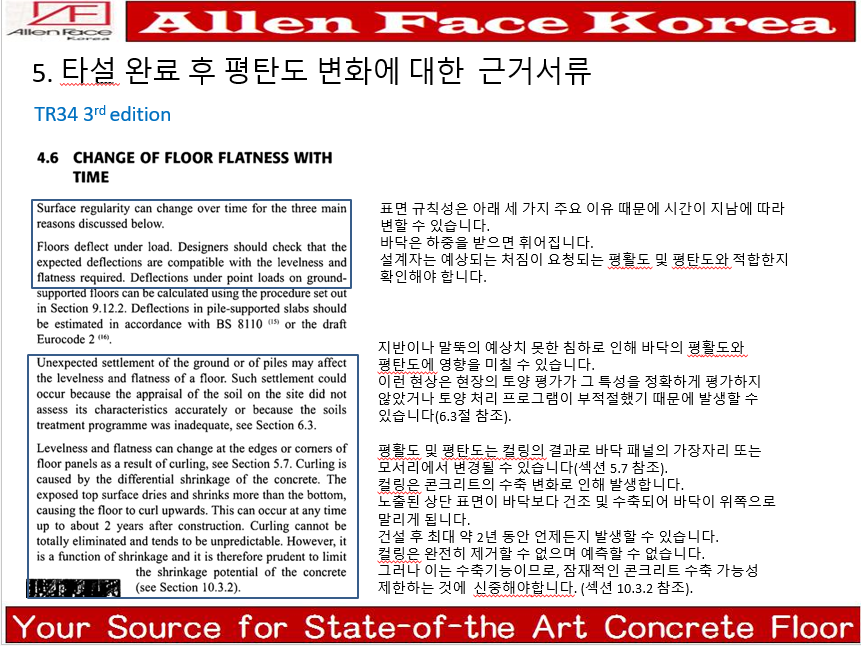 Allen Face
Korea
Allen Face Korea
5. 타설 완료 후 평탄도 변화에 대한 근거서류
TR34 3rd edition
4.6 CHANGE OF FLOOR FLATNESS WITH
TIME
Surface regularity can change over time for the three main
reasons discussed below.
Floors deflect under load. Designers should check that the
expected deflections are compatible with the levelness and
flatness required. Deflections under point loads on ground-
supported floors can be calculated using the procedure set out
in Section 9.12.2. Deflections in pile-supported slabs should
be estimated in accordance with BS 8110 (15) or the draft
Eurocode 2 (16).
Unexpected settlement of the ground or of piles may affect
the levelness and flatness of a floor. Such settlement could
occur because the appraisal of the soil on the site did not
assess its characteristics accurately or because the soils
treatment programme was inadequate, see Section 6.3.
Levelness and flatness can change at the edges or corners of
floor panels as a result of curling, see Section 5.7. Curling is
caused by the differential shrinkage of the concrete. The
exposed top surface dries and shrinks more than the bottom,
causing the floor to curl upwards. This can occur at any time
up to about 2 years after construction. Curling cannot be
totally eliminated and tends to be unpredictable. However, it
is a function of shrinkage and it is therefore prudent to limit
the shrinkage potential of the concrete
(see Section 10.3.2).
표면 규칙성은 아래 세 가지 주요 이유 때문에 시간이 지남에 따라
변할 수 있습니다.
바닥은 하중을 받으면 휘어집니다.
설계자는 예상되는 처짐이 요청되는 평활도 및 평탄도와 적합한지
확인해야 합니다.
지반이나 말뚝의 예상치 못한 침하로 인해 바닥의 평활도와
평탄도에 영향을 미칠 수 있습니다.
이런 현상은 현장의 토양 평가가 그 특성을 정확하게 평가하지
않았거나 토양 처리 프로그램이 부적절했기 때문에 발생할 수
있습니다(6.3절 참조).
평활도 및 평탄도는 컬링의 결과로 바닥 패널의 가장자리 또는
모서리에서 변경될 수 있습니다(섹션 5.7 참조).
컬링은 콘크리트의 수축 변화로 인해 발생합니다.
노출된 상단 표면이 바닥보다 건조 및 수축되어 바닥이 위쪽으로
말리게 됩니다.
건설 후 최대 약 2년 동안 언제든지 발생할 수 있습니다.
컬링은 완전히 제거할 수 없으며 예측할 수 없습니다.
그러나 이는 수축기능이므로, 잠재적인 콘크리트 수축 가능성
제한하는 것에 신중해야합니다. (섹션 10.3.2 참조).
Your Source for State-of-the Art Concrete Floor